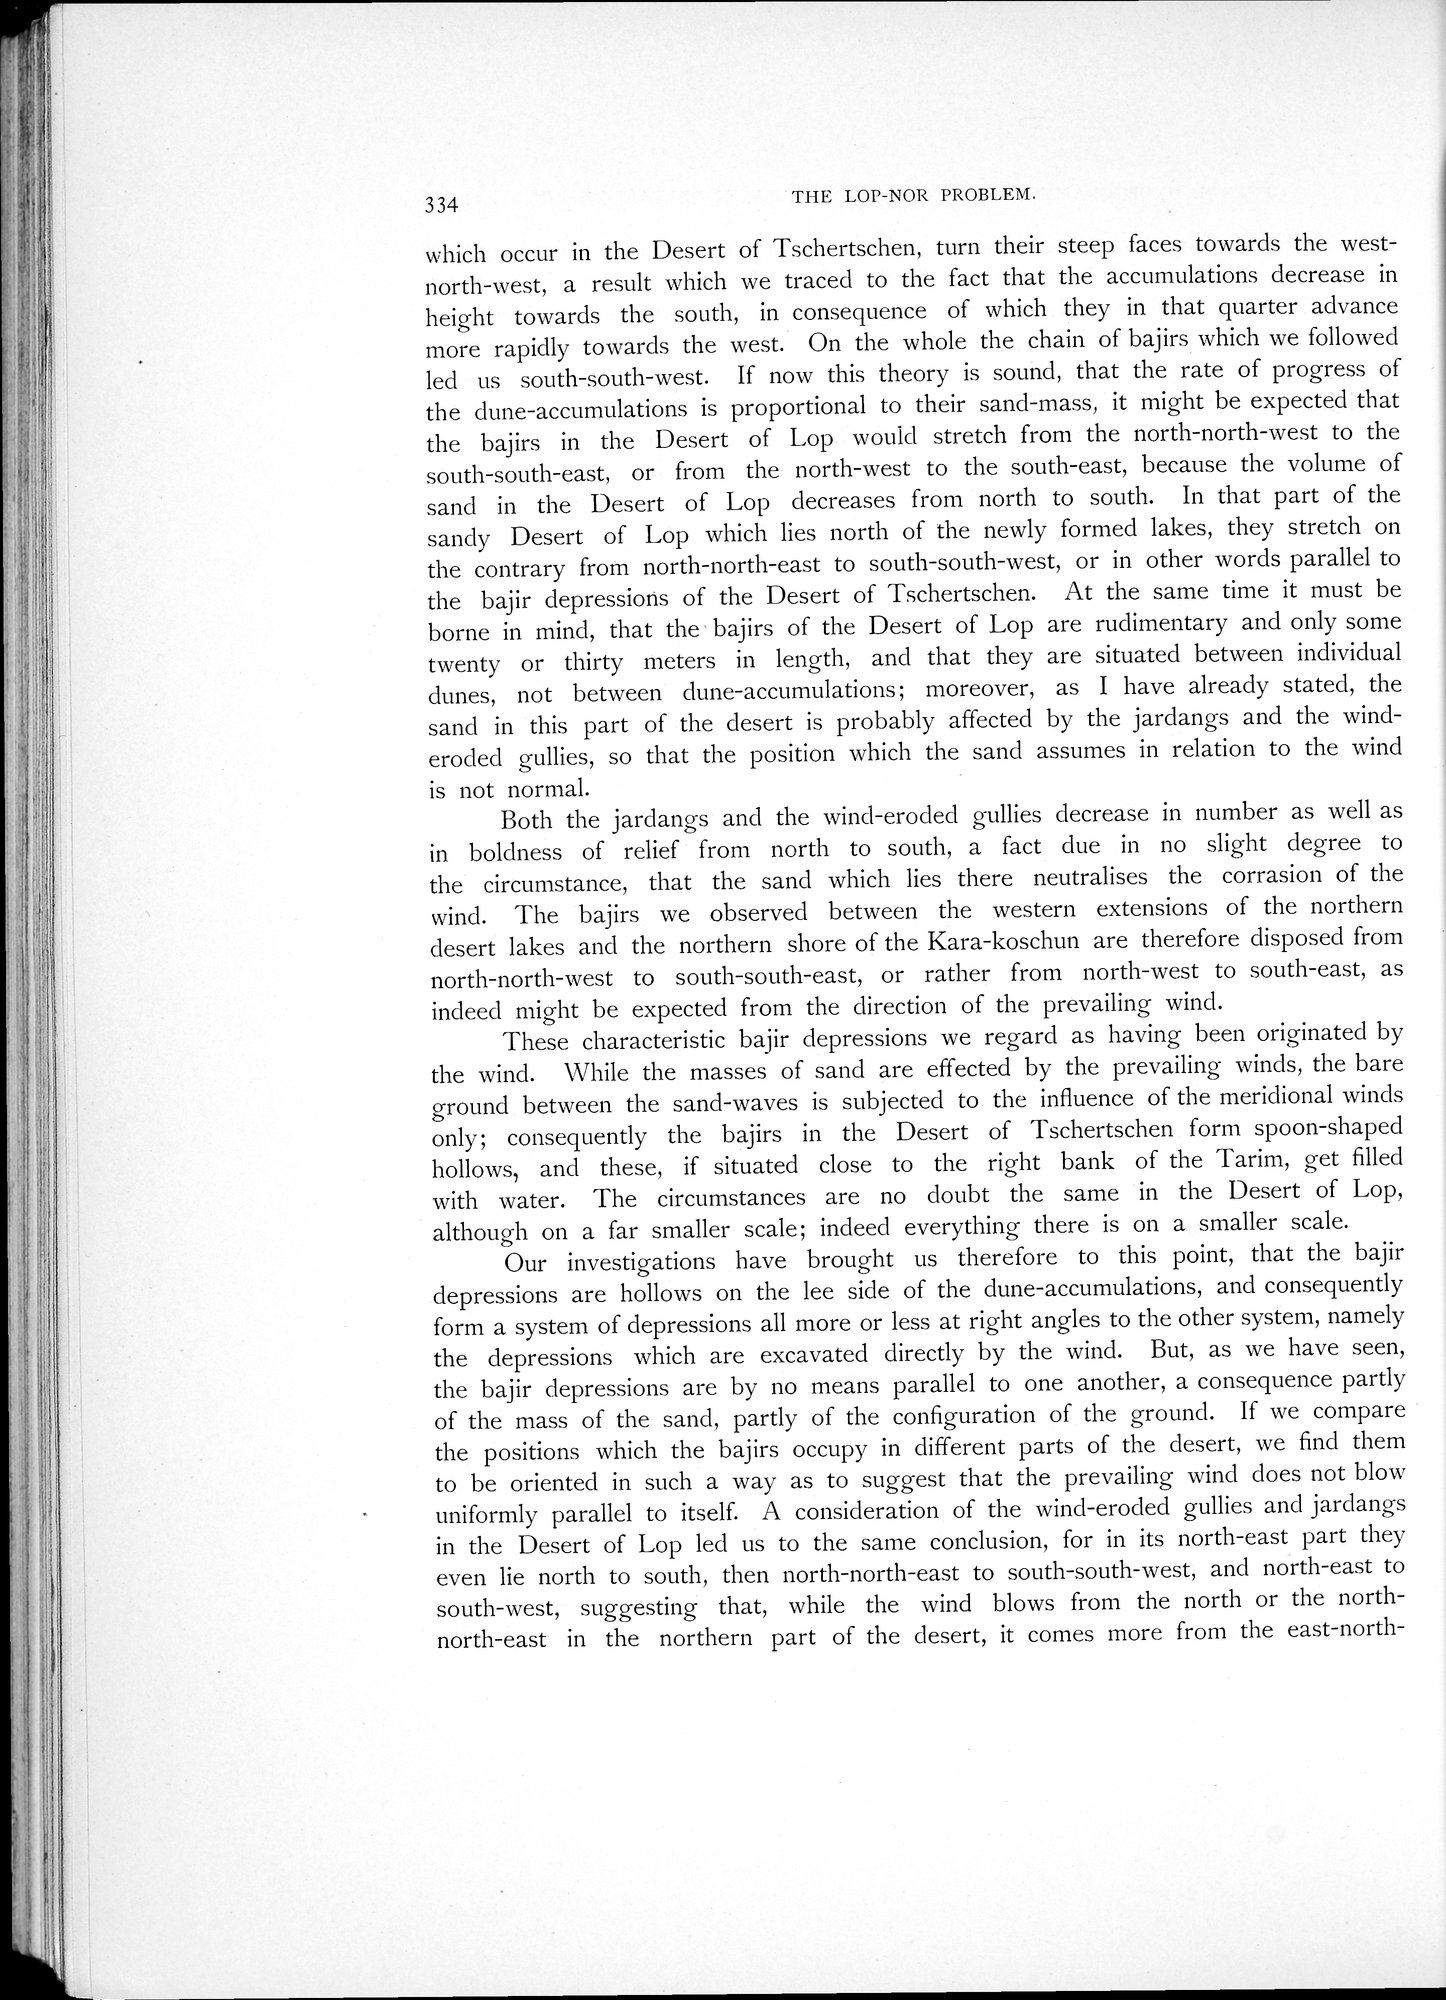 334
THE LOP-NOR PROBLEM.
which occur in the Desert of Tschertschen, turn their steep faces towards the west-
north-west, a result which we traced to the fact that the accumulations decrease in
height towards the south, in consequence of which they in that quarter advance
more rapidly towards the west. On the whole the chain of bajirs which we followed
led us south-south-west. If now this theory is sound, that the rate of progress of
the dune-accumulations is proportional to their sand-mass, it might be expected that
the bajirs in the Desert of Lop would stretch from the north-north-west to the
south-south-east, or from the north-west to the south-east, because the volume of
sand in the Desert of Lop decreases from north to south. In that part of the
sandy Desert of Lop which lies north of the newly formed lakes, they stretch on
the contrary from north-north-east to south-south-west, or in other words parallel to
the bajir depressions of the Desert of Tschertschen. At the same time it must be
borne in mind, that the bajirs of the Desert of Lop are rudimentary and only some
twenty or thirty meters in length, and that they are situated between individual
dunes, not between dune-accumulations; moreover, as I have already stated, the
sand in this part of the desert is probably affected by the jardangs and the wind-
eroded gullies, so that the position which the sand assumes in relation to the wind
is not normal.
Both the jardangs and the wind-eroded gullies decrease in number as well as
in boldness of relief from north to south, a fact due in no slight degree to
the circumstance, that the sand which lies there neutralises the corrasion of the
wind. The bajirs we observed between the western extensions of the northern
desert lakes and the northern shore of the Kara-koschun are therefore disposed from
north-north-west to south-south-east, or rather from north-west to south-east, as
indeed might be expected from the direction of the prevailing wind.
These characteristic bajir depressions we regard as having been originated by
the wind. While the masses of sand are effected by the prevailing winds, the bare
ground between the sand-waves is subjected to the influence of the meridional winds
only; consequently the bajirs in the Desert of Tschertschen form spoon-shaped
hollows, and these, if situated close to the right bank of the Tarim, get filled
with water. The circumstances are no doubt the same in the Desert of Lop,
although on a far smaller scale; indeed everything there is on a smaller scale.
Our investigations have brought us therefore to this point, that the bajir
depressions are hollows on the lee side of the dune-accumulations, and consequently
form a system of depressions all more or less at right angles to the other system, namely
the depressions which are excavated directly by the wind. But, as we have seen,
the bajir depressions are by no means parallel to one another, a consequence partly
of the mass of the sand, partly of the configuration of the ground. If we compare
the positions which the bajirs occupy in different parts of the desert, we find them
to be oriented in such a way as to suggest that the prevailing wind does not blow
uniformly parallel to itself. A consideration of the wind-eroded gullies and jardangs
in the Desert of Lop led us to the same conclusion, for in its north-east part they
even lie north to south, then north-north-east to south-south-west, and north-east to
south-west, suggesting that, while the wind blows from the north or the north-
north-east in the northern part of the desert, it comes more from the east-north-